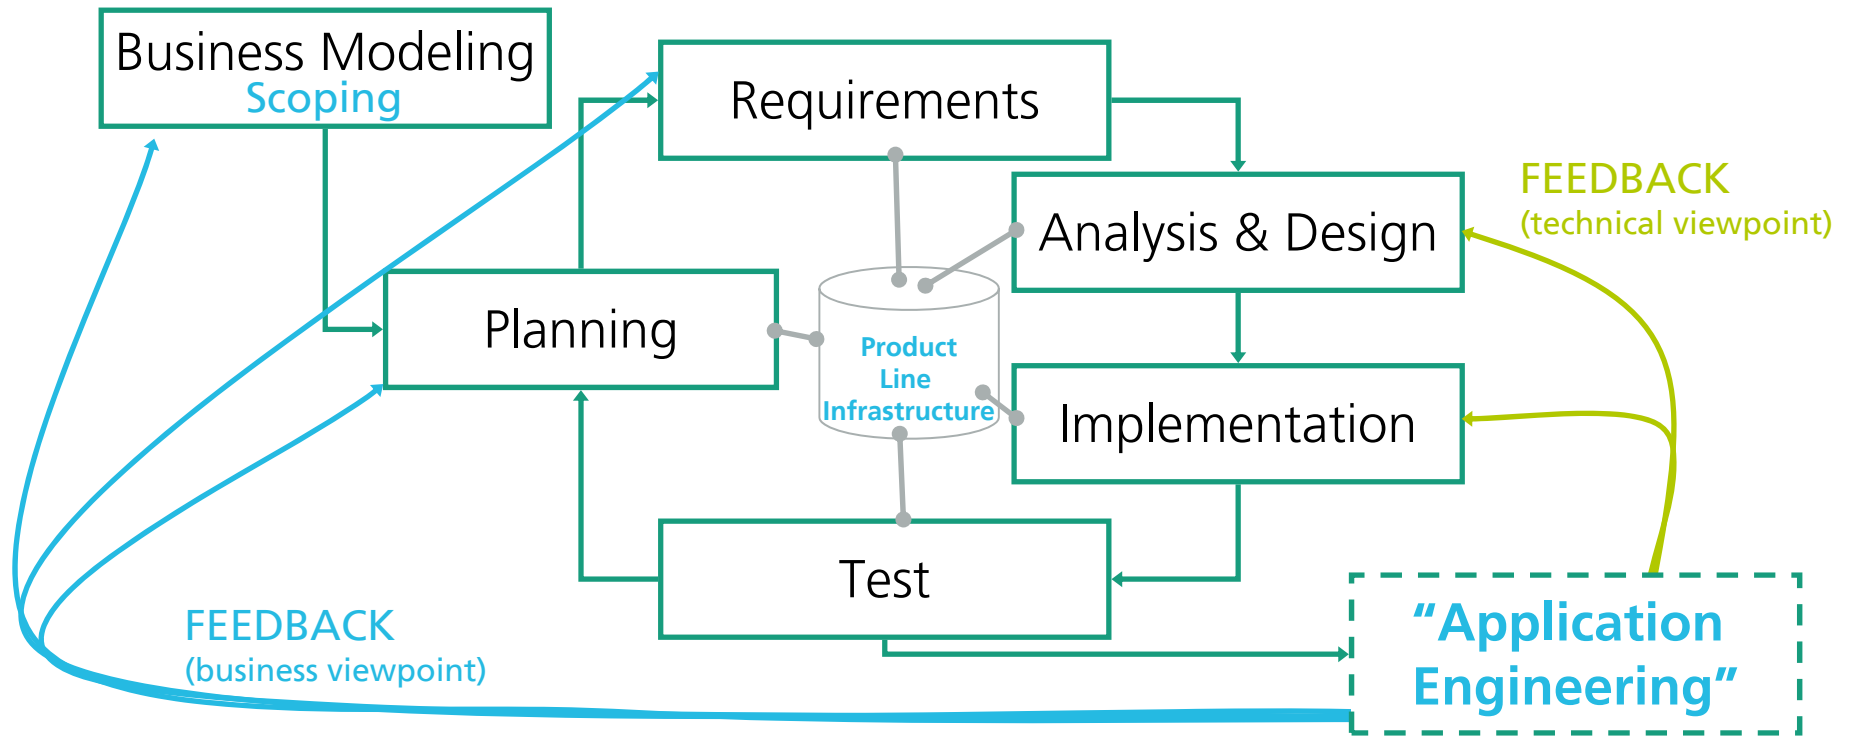 Business Modeling
Scoping
Requirements
Analysis & Design
FEEDBACK
(technical viewpoint)
Planning
Product
Line
Infrastructure
Implementation
Test
FEEDBACK
(business viewpoint)
“Application
Engineering”